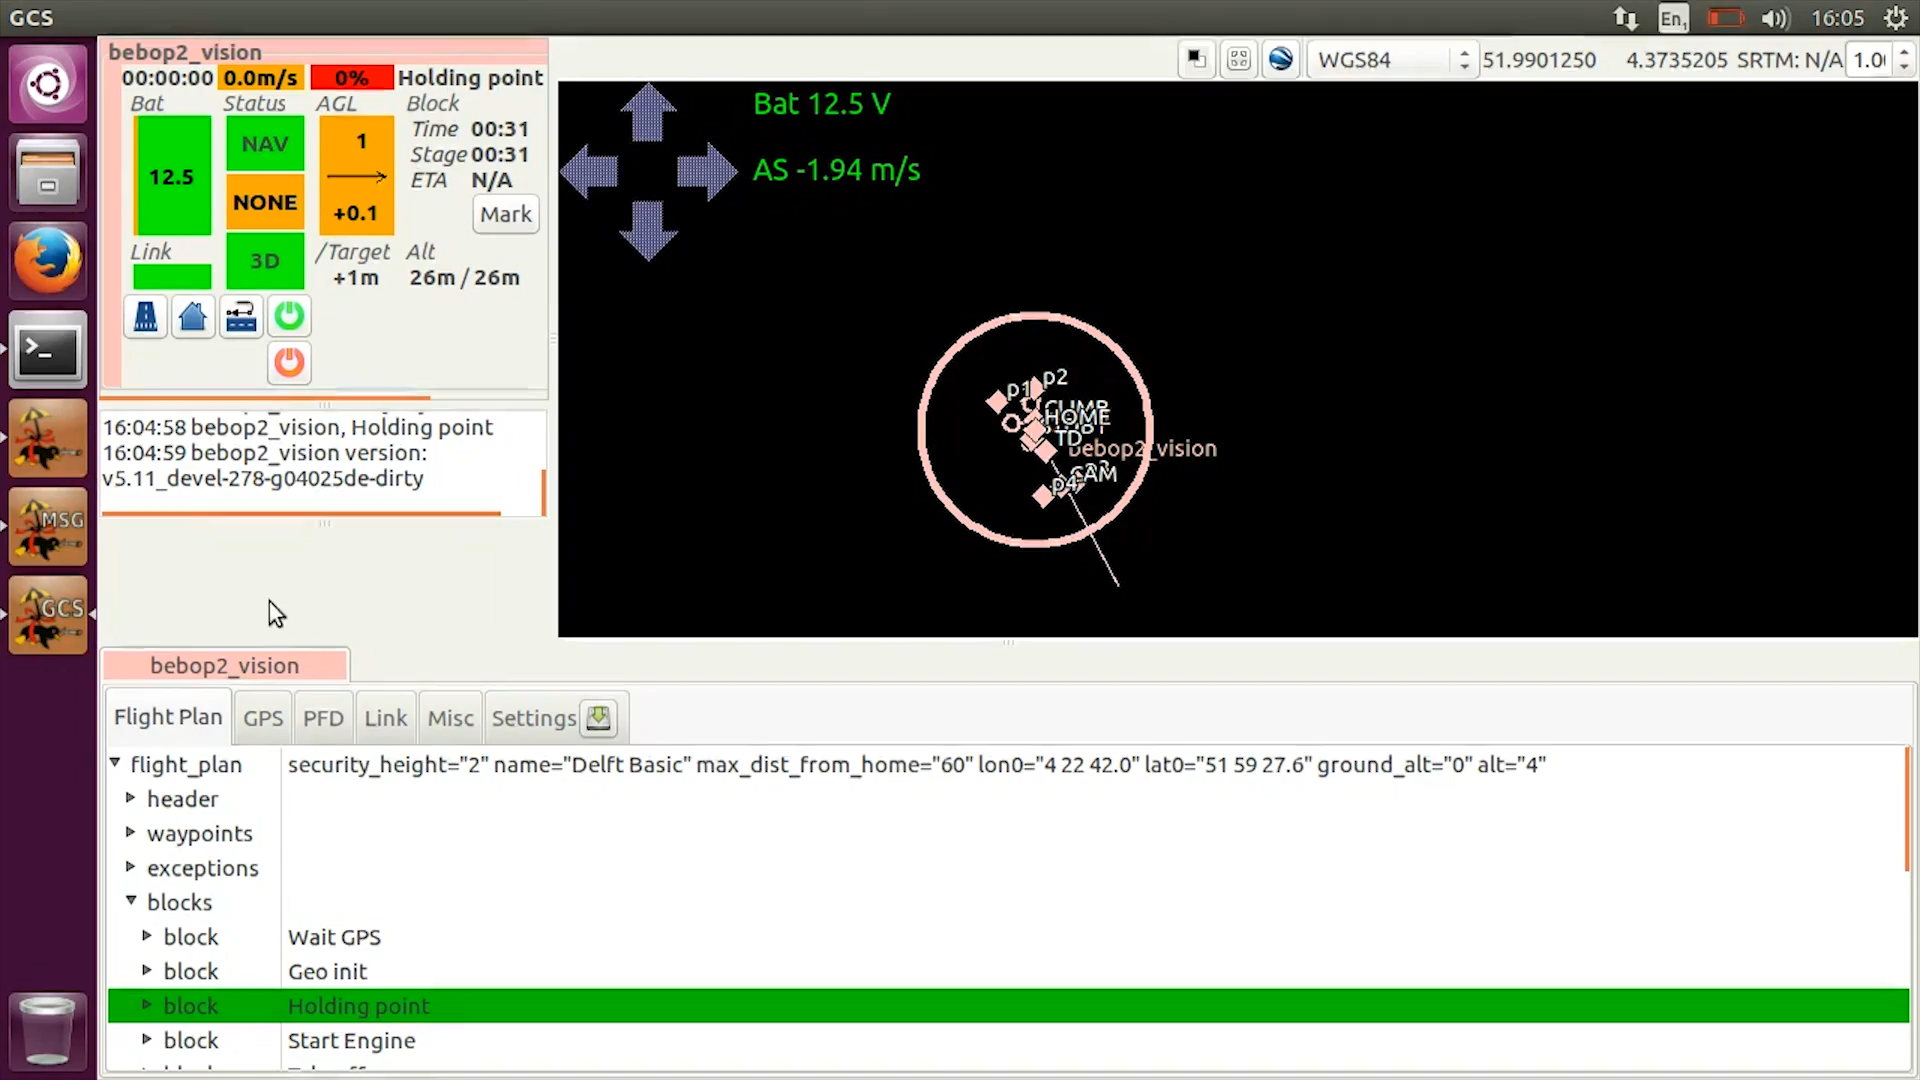 GCS
En1
16:05
bebop2_vision
00:00:00 0.0m/s 0% Holding point
Bat Status AGL Block
12.5
NAV
NONE
3D
1
+0.1
Time 00:31
Stage 00:31
ETA N/A
Mark
Link /Target Alt
+1m 26m / 26m
16:04:58 bebop2_vision, Holding point
16:04:59 bebop2_vision version:
v5.11_devel-278-g04025de-dirty
WGS84 51.9901250 4.3735205 SRTM: N/A 1.0
Bat 12.5 V
AS -1.94 m/s
p1 p2
CLIMB
HOME
TD
bebop2_vision
CAM
p4
MSG
GCS
bebop2_vision
Flight Plan GPS PFD Link Misc Settings
flight_plan security_height="2" name="Delft Basic" max_dist_from_home="60" lon0="4 22 42.0" lat0="51 59 27.6" ground_alt="0" alt="4"
header
waypoints
exceptions
blocks
block Wait GPS
block Geo init
block Holding point
block Start Engine